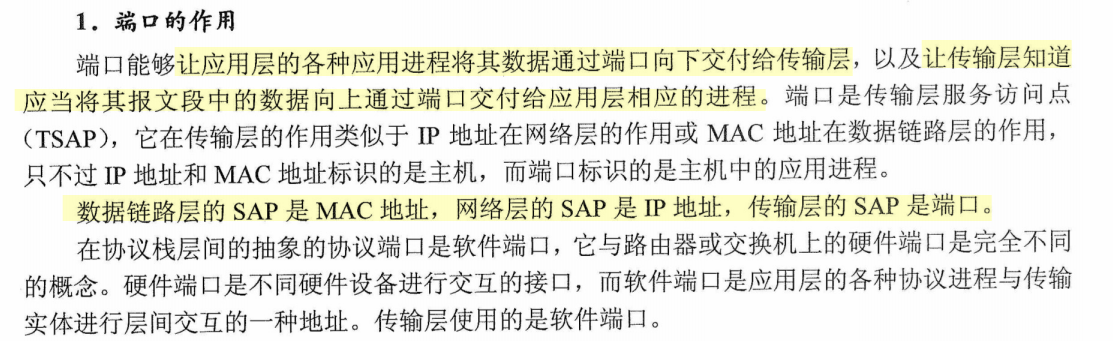 1. 端口的作用
端口能够让应用层的各种应用进程将其数据通过端口向下交付给传输层，以及让传输层知道
应当将其报文段中的数据向上通过端口交付给应用层相应的进程。端口是传输层服务访问点
（TSAP），它在传输层的作用类似于 IP 地址在网络层的作用或 MAC 地址在数据链路层的作用，
只不过 IP 地址和 MAC 地址标识的是主机，而端口标识的是主机中的应用进程。
数据链路层的 SAP 是 MAC 地址，网络层的 SAP 是 IP 地址，传输层的 SAP 是端口。
在协议栈层间的抽象的协议端口是软件端口，它与路由器或交换机上的硬件端口是完全不同
的概念。硬件端口是不同硬件设备进行交互的接口，而软件端口是应用层的各种协议进程与传输
实体进行层间交互的一种地址。传输层使用的是软件端口。